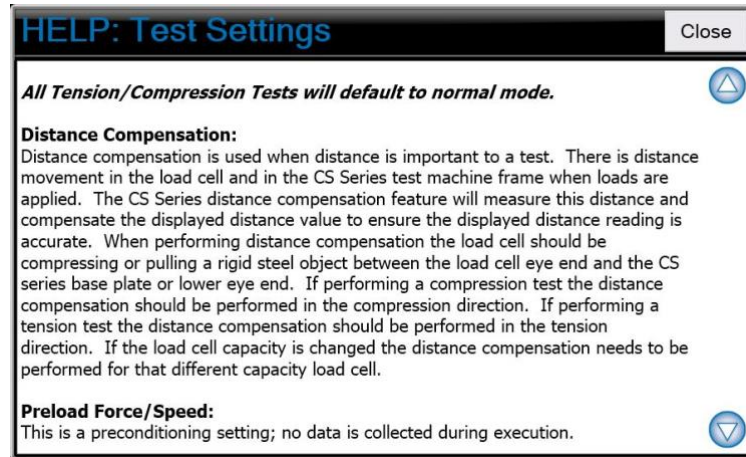 HELP: Test Settings
Close
All Tension/Compression Tests will default to normal mode.
Distance Compensation:
Distance compensation is used when distance is important to a test.  There is distance
movement in the load cell and in the CS Series test machine frame when loads are
applied.  The CS Series distance compensation feature will measure this distance and
compensate the displayed distance value to ensure the displayed distance reading is
accurate.  When performing distance compensation the load cell should be
compressing or pulling a rigid steel object between the load cell eye end and the CS
series base plate or lower eye end.  If performing a compression test the distance
compensation should be performed in the compression direction.  If performing a
tension test the distance compensation should be performed in the tension
direction.  If the load cell capacity is changed the distance compensation needs to be
performed for that different capacity load cell.
Preload Force/Speed:
This is a preconditioning setting; no data is collected during execution.